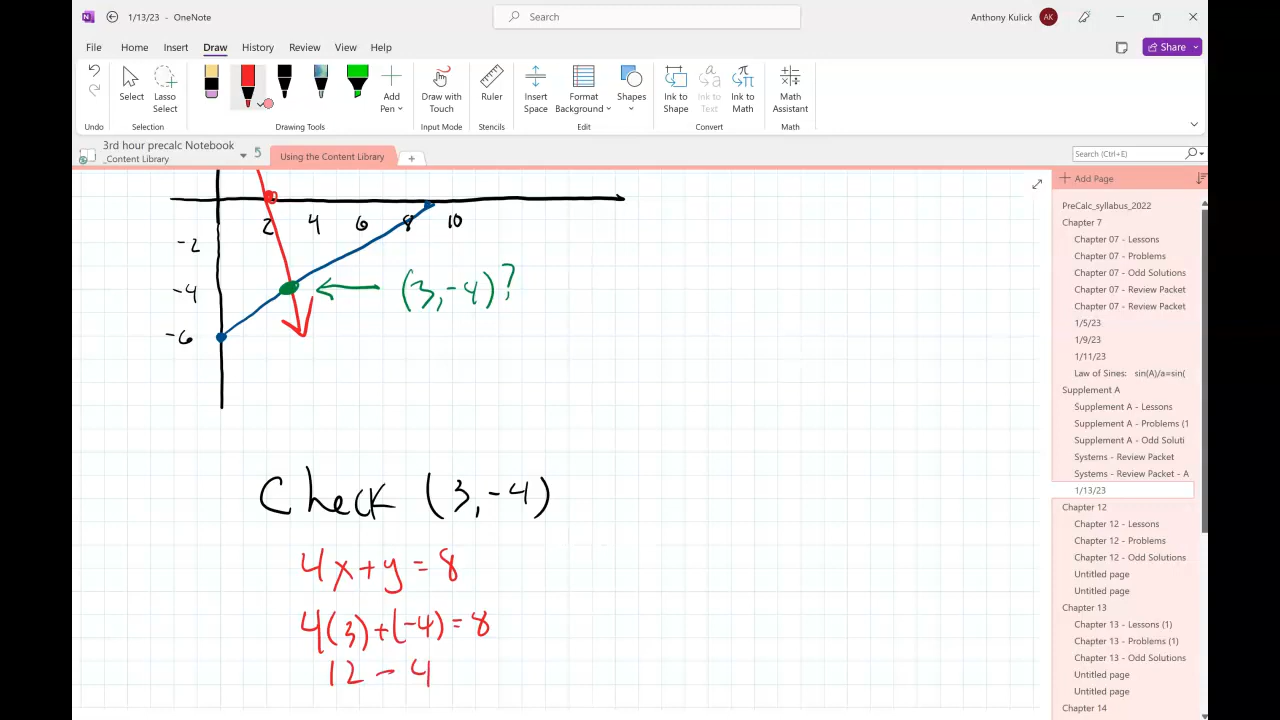 1/13/23 - OneNote
Search
Anthony Kulick
AK
File Home Insert Draw History Review View Help
Share
Undo
Select
Lasso Select
Add Pen
Draw with Touch
Ruler
Insert Space
Format Background
Shapes
Ink to Shape
Ink to Text
Ink to Math
Math Assistant
Undo Selection Drawing Tools Input Mode Stencils Edit Convert Math
3rd hour precalc Notebook
_Content Library
Using the Content Library
Search (Ctrl+E)
Add Page
PreCalc_syllabus_2022
Chapter 7
Chapter 07 - Lessons
Chapter 07 - Problems
Chapter 07 - Odd Solutions
Chapter 07 - Review Packet
Chapter 07 - Review Packet
1/5/23
1/9/23
1/11/23
Law of Sines: sin(A)/a=sin(
Supplement A
Supplement A - Lessons
Supplement A - Problems (1
Supplement A - Odd Soluti
Systems - Review Packet
Systems - Review Packet - A
1/13/23
Chapter 12
Chapter 12 - Lessons
Chapter 12 - Problems
Chapter 12 - Odd Solutions
Untitled page
Untitled page
Chapter 13
Chapter 13 - Lessons (1)
Chapter 13 - Problems (1)
Chapter 13 - Odd Solutions
Untitled page
Untitled page
Chapter 14
2 4 6 8 10
-2
-4
-6
(3,-4)?
Check (3,-4)
4x+y=8
4(3)+(-4)=8
12-4